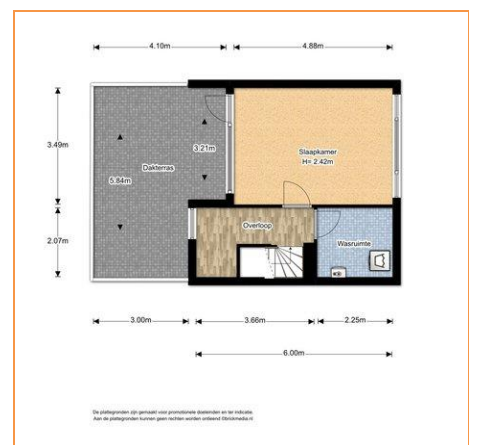 4.10m 4.88m
3.49m
3.21m
Slaapkamer
H= 2.42m
Dakterras
5.84m
2.07m
Overloop
Wasruimte
3.00m 3.66m 2.25m
6.00m
De plattegronden zijn gemaakt voor promotionele doeleinden en ter indicatie.
Aan de plattegronden kunnen geen rechten worden ontleend ©bridimedia.nl